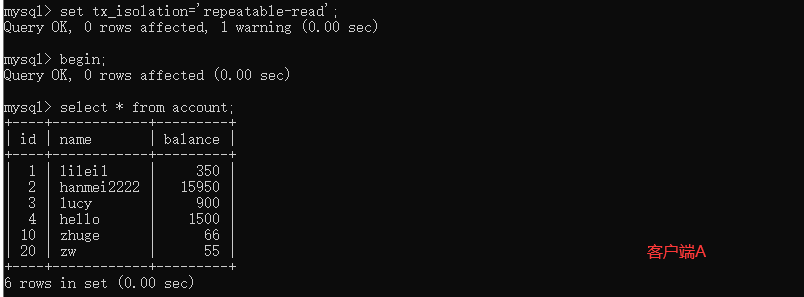 mysql> set tx_isolation='repeatable-read';
Query OK, 0 rows affected, 1 warning (0.00 sec)
mysql> begin;
Query OK, 0 rows affected (0.00 sec)
mysql> select * from account;
+----+------------+---------+
| id | name       | balance |
+----+------------+---------+
|  1 | lilei1     |     350 |
|  2 | hanmei2222 |   15950 |
|  3 | lucy       |     900 |
|  4 | hello      |    1500 |
| 10 | zhuge      |      66 |
| 20 | zw         |      55 |
+----+------------+---------+
6 rows in set (0.00 sec)
客户端A